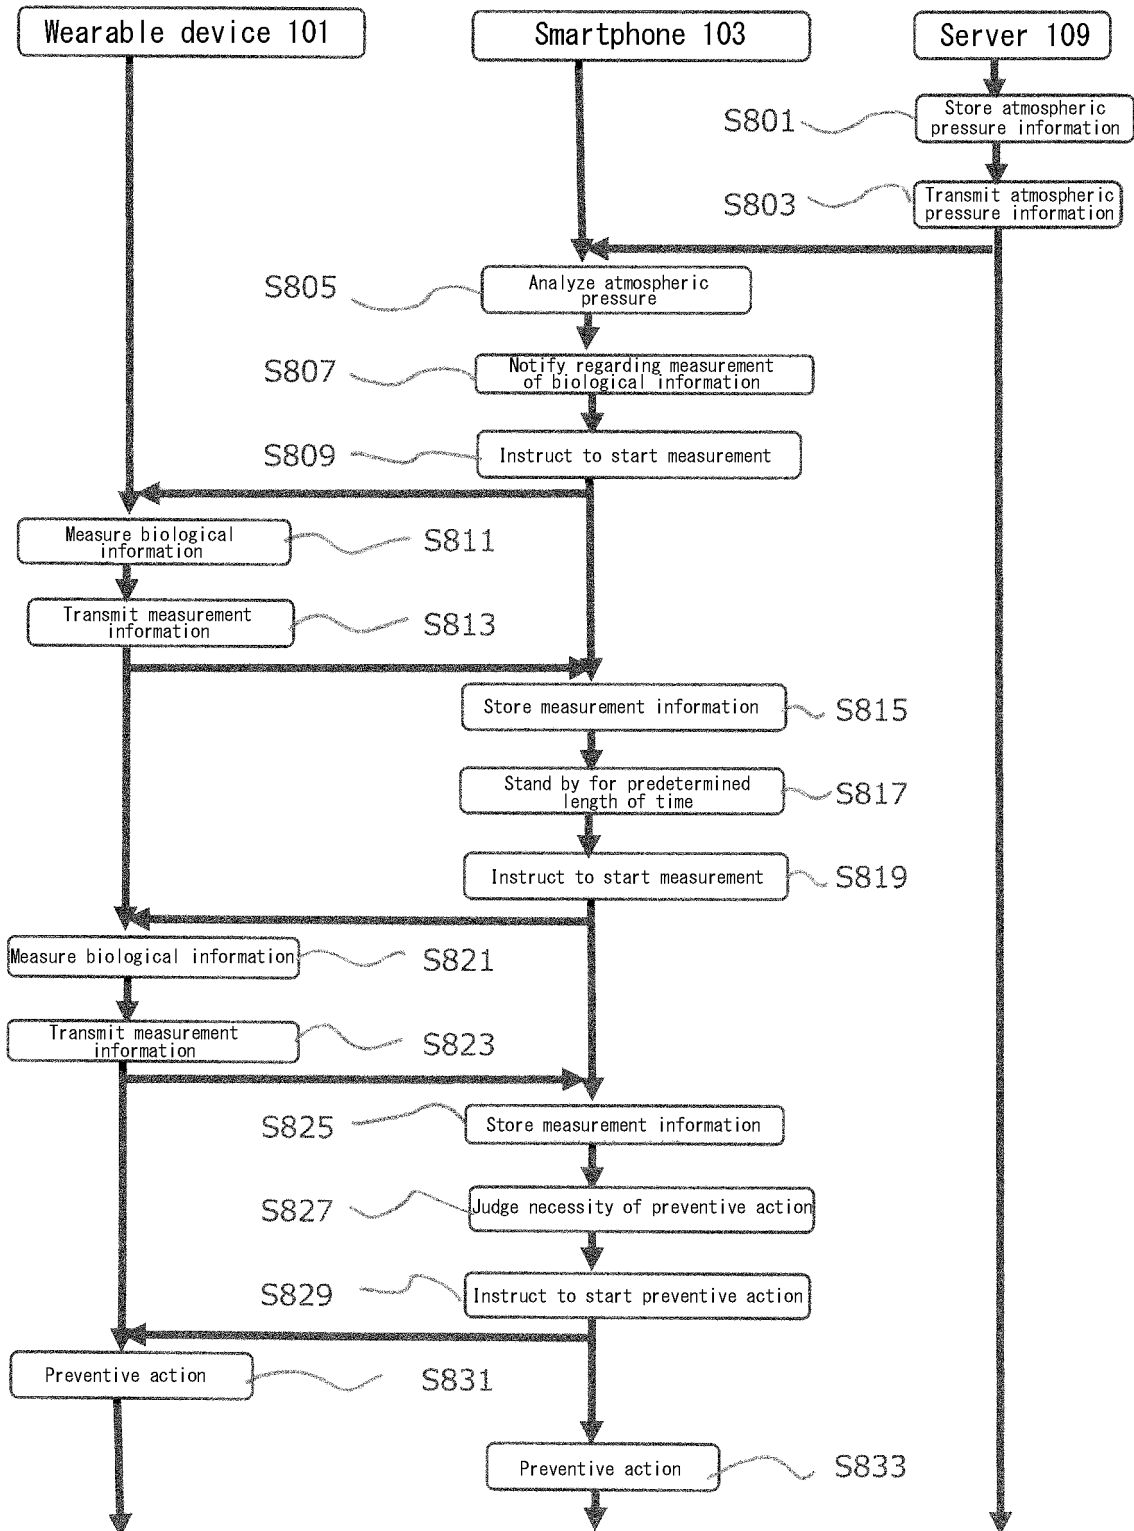 Wearable device 101
Smartphone 103
Server 109
S801
Store atmospheric
pressure information
S803
Transmit atmospheric
pressure information
S805
Analyze atmospheric
pressure
S807
Notify regarding measurement
of biological information
S809
Instruct to start measurement
Measure biological
information
S811
Transmit measurement
information
S813
Store measurement information
S815
Stand by for predetermined
length of time
S817
Instruct to start measurement
S819
Measure biological information
S821
Transmit measurement
information
S823
S825
Store measurement information
S827
Judge necessity of preventive action
S829
Instruct to start preventive action
Preventive action
S831
Preventive action
S833